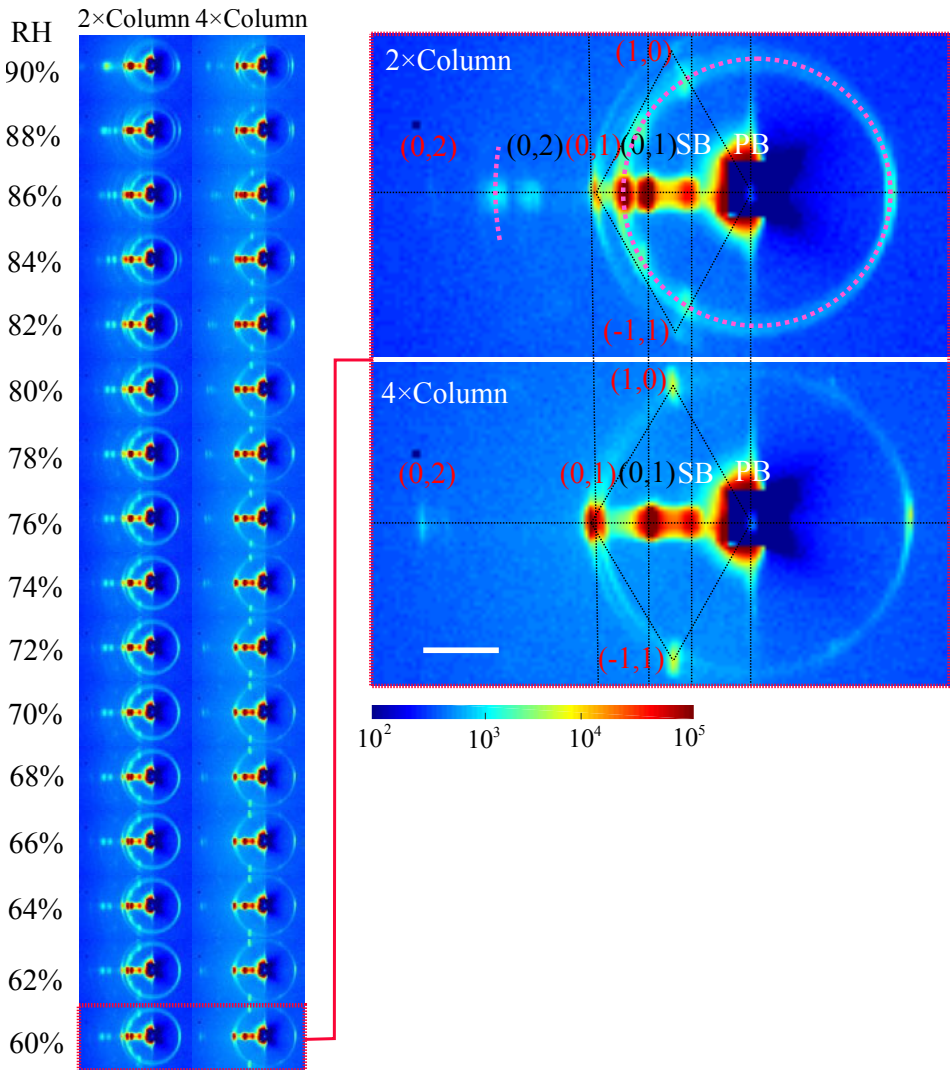 RH
2×Column 4×Column
90%
88%
86%
84%
82%
80%
78%
76%
74%
72%
70%
68%
66%
64%
62%
60%
2×Column
(1,0)
(0,2) (0,2) (0,1) (0,1) SB PB
(-1,1)
4×Column
(1,0)
(0,2) (0,1) (0,1) SB PB
(-1,1)
10² 10³ 10⁴ 10⁵